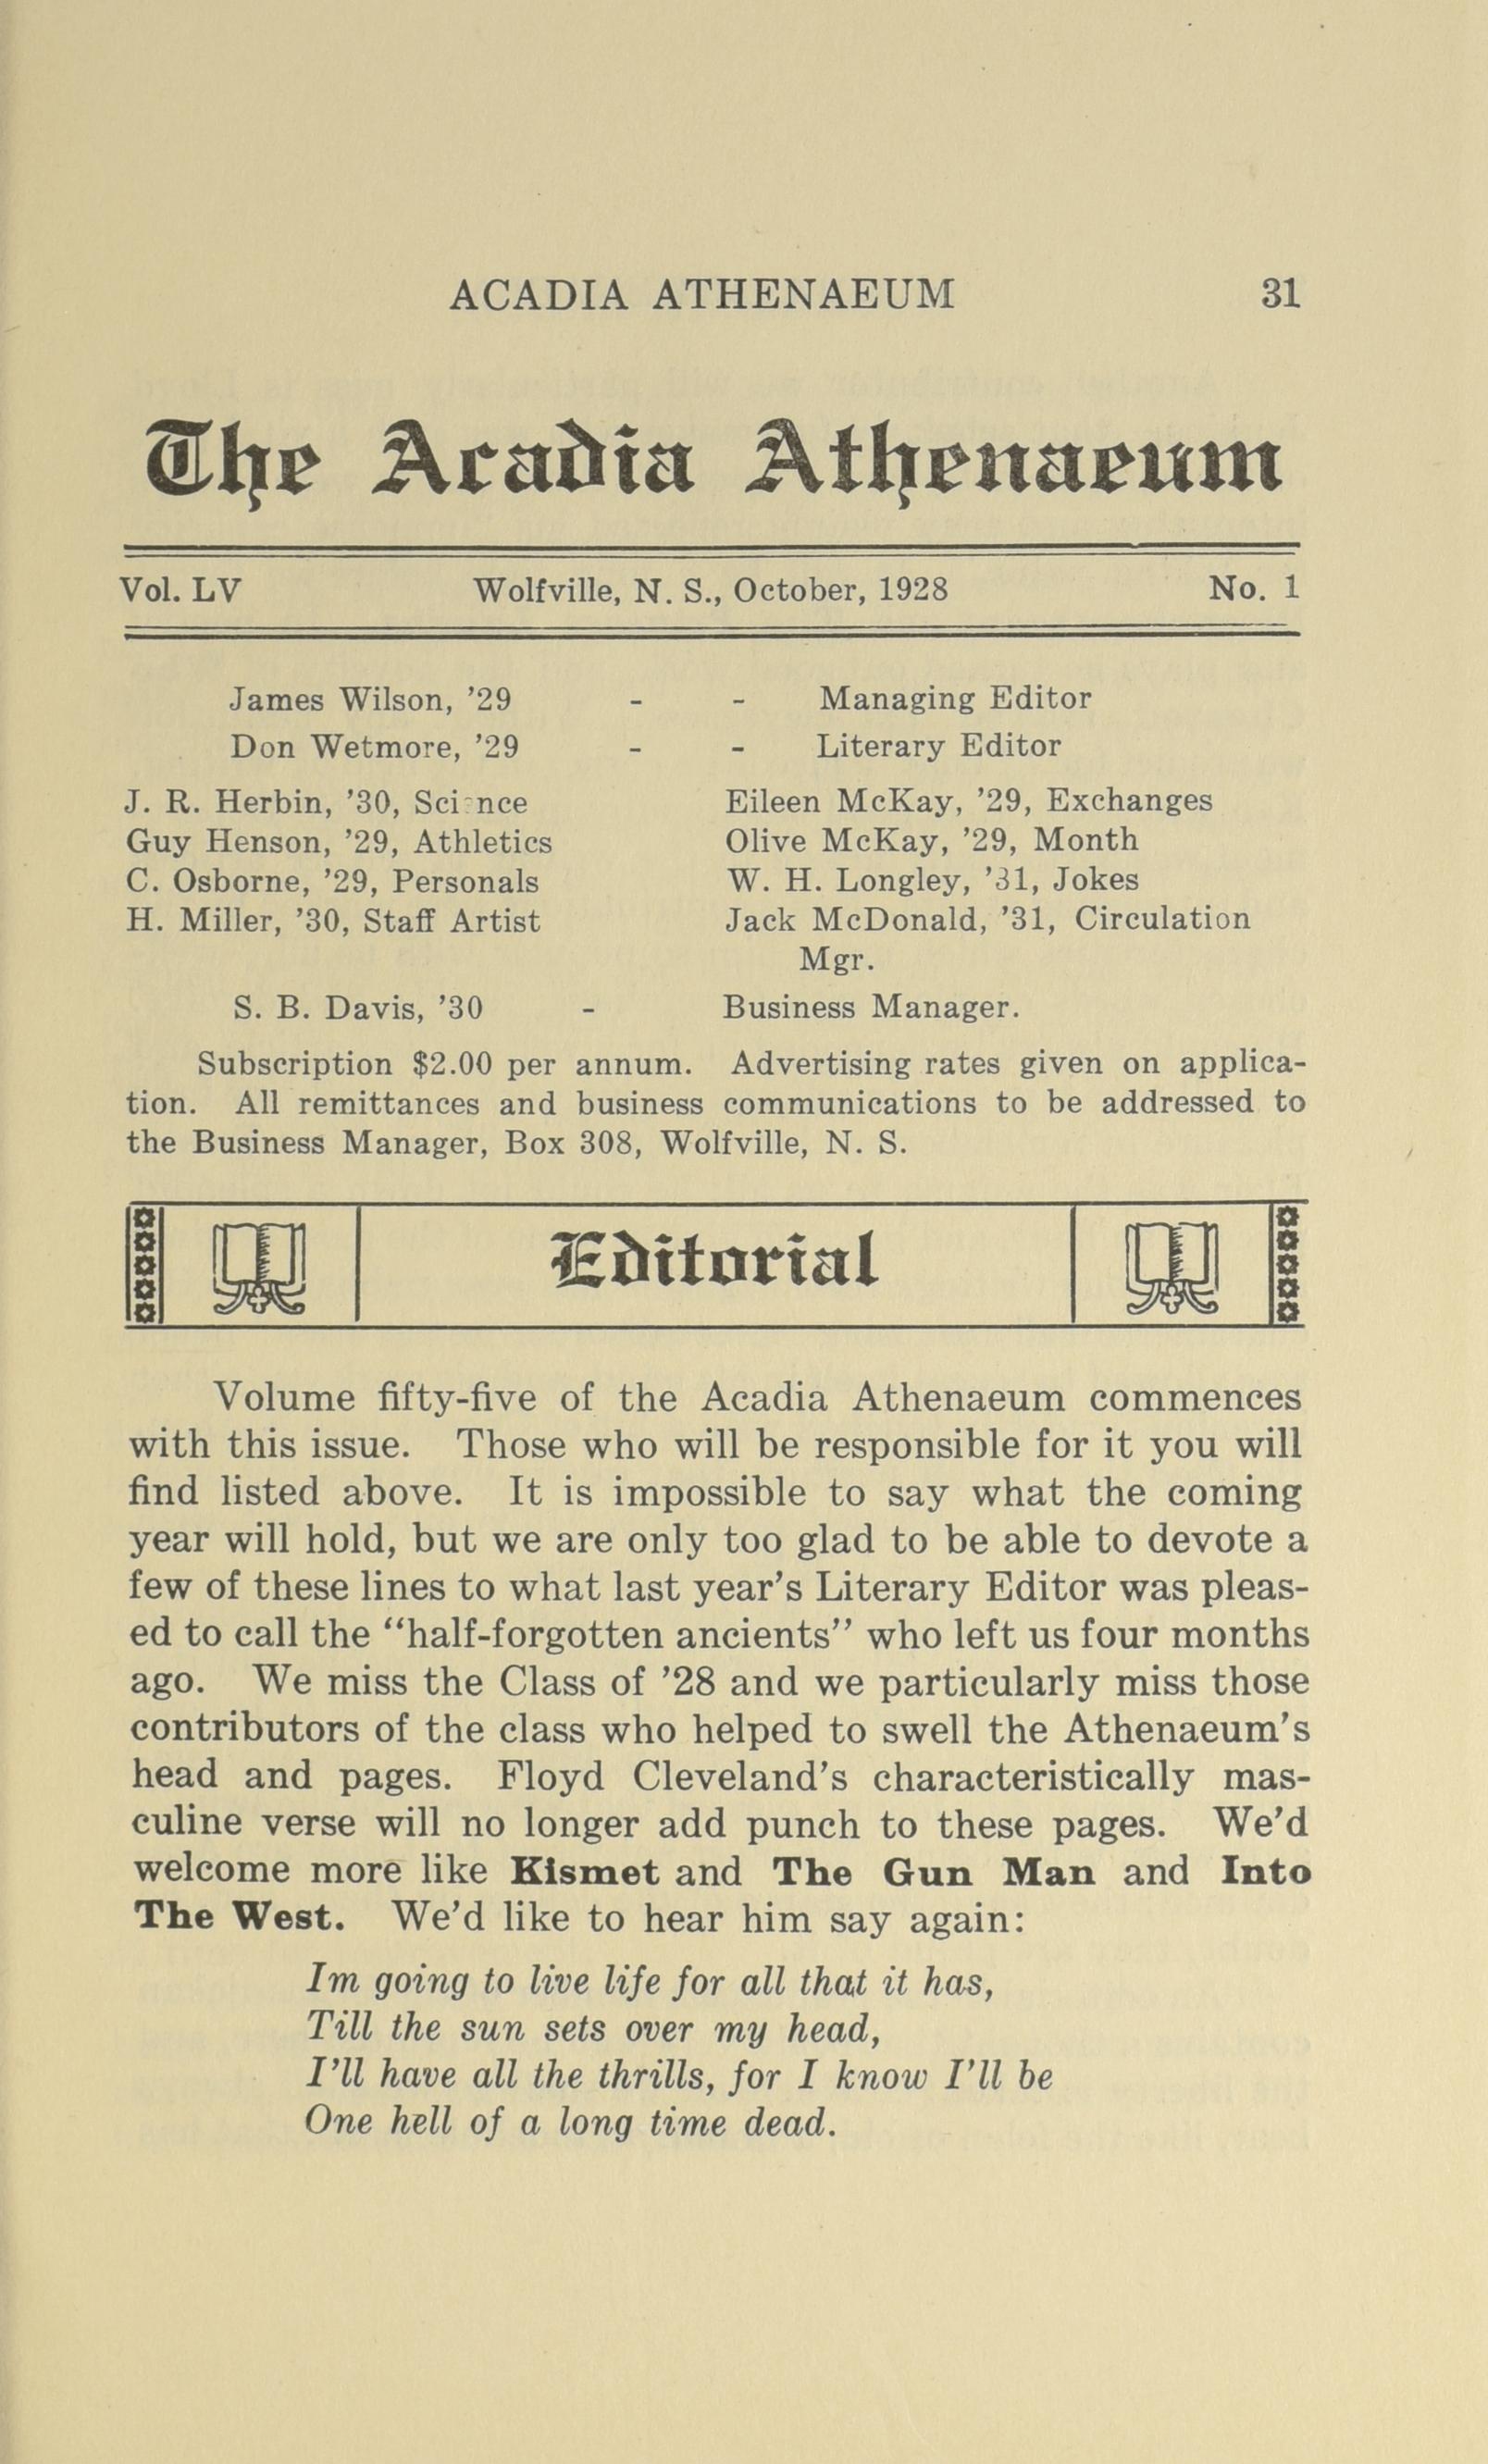 ACADIA ATHENAEUM 31
The Acadia Athenaeum
Vol. LV Wolfville, N. S., October, 1928 No. 1
James Wilson, '29 - - Managing Editor
Don Wetmore, '29 - - Literary Editor
J. R. Herbin, '30, Science Eileen McKay, '29, Exchanges
Guy Henson, '29, Athletics Olive McKay, '29, Month
C. Osborne, '29, Personals W. H. Longley, '31, Jokes
H. Miller, '30, Staff Artist Jack McDonald, '31, Circulation
Mgr.
S. B. Davis, '30 - Business Manager.
Subscription $2.00 per annum. Advertising rates given on applica-
tion. All remittances and business communications to be addressed to
the Business Manager, Box 308, Wolfville, N. S.
Editorial
Volume fifty-five of the Acadia Athenaeum commences
with this issue. Those who will be responsible for it you will
find listed above. It is impossible to say what the coming
year will hold, but we are only too glad to be able to devote a
few of these lines to what last year's Literary Editor was pleas-
ed to call the "half-forgotten ancients" who left us four months
ago. We miss the Class of '28 and we particularly miss those
contributors of the class who helped to swell the Athenaeum's
head and pages. Floyd Cleveland's characteristically mas-
culine verse will no longer add punch to these pages. We'd
welcome more like Kismet and The Gun Man and Into
The West. We'd like to hear him say again:
Im going to live life for all that it has,
Till the sun sets over my head,
I'll have all the thrills, for I know I'll be
One hell of a long time dead.